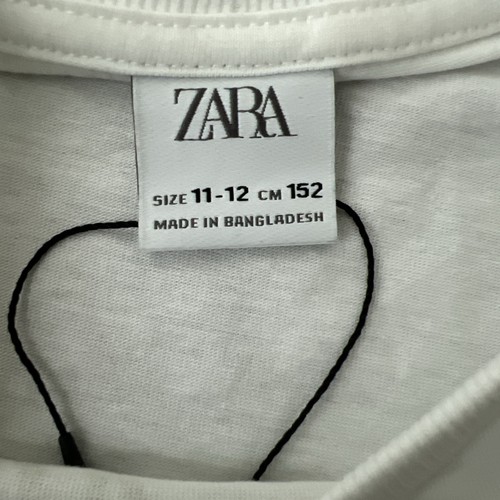 ZARA
SIZE 11-12 CM 152
MADE IN BANGLADESH